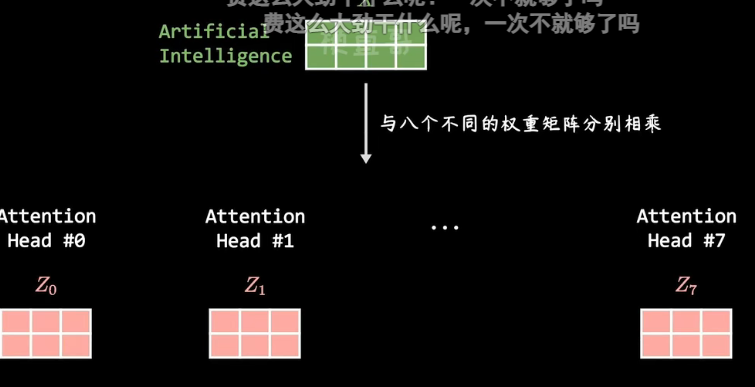 费这么大劲干什么呢，一次不就够了吗
费这么大劲干什么呢，一次不就够了吗
Artificial
Intelligence
与八个不同的权重矩阵分别相乘
Attention
Head #0
Attention
Head #1
...
Attention
Head #7
Z0
Z1
Z7